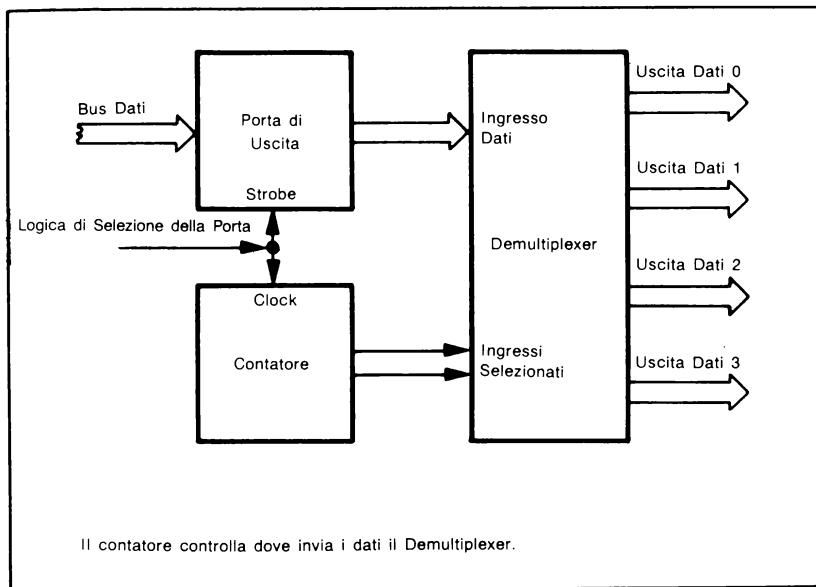 Bus Dati
Porta di
Uscita
Strobe
Logica di Selezione della Porta
Clock
Contatore
Ingresso
Dati
Demultiplexer
Ingressi
Selezionati
Uscita Dati 0
Uscita Dati 1
Uscita Dati 2
Uscita Dati 3
Il contatore controlla dove invia i dati il Demultiplexer.